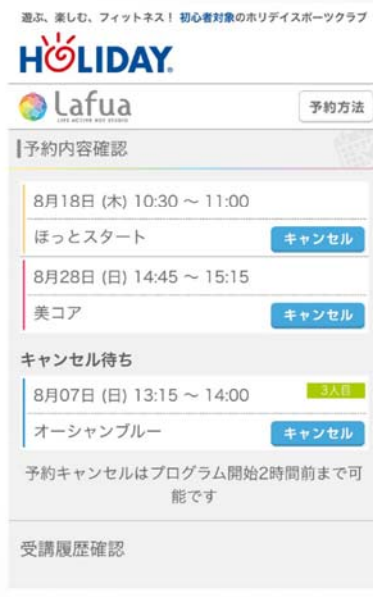 遊ぶ、楽しむ、フィットネス！ 初心者対象のホリデイスポーツクラブ
HOLIDAY.
Lafua
LIFE ACTIVE HOT STUDIO
予約方法
予約内容確認
8月18日 (木) 10:30 ～ 11:00
ほっとスタート
キャンセル
8月28日 (日) 14:45 ～ 15:15
美コア
キャンセル
キャンセル待ち
8月07日 (日) 13:15 ～ 14:00
3人目
オーシャンブルー
キャンセル
予約キャンセルはプログラム開始2時間前まで可
能です
受講履歴確認